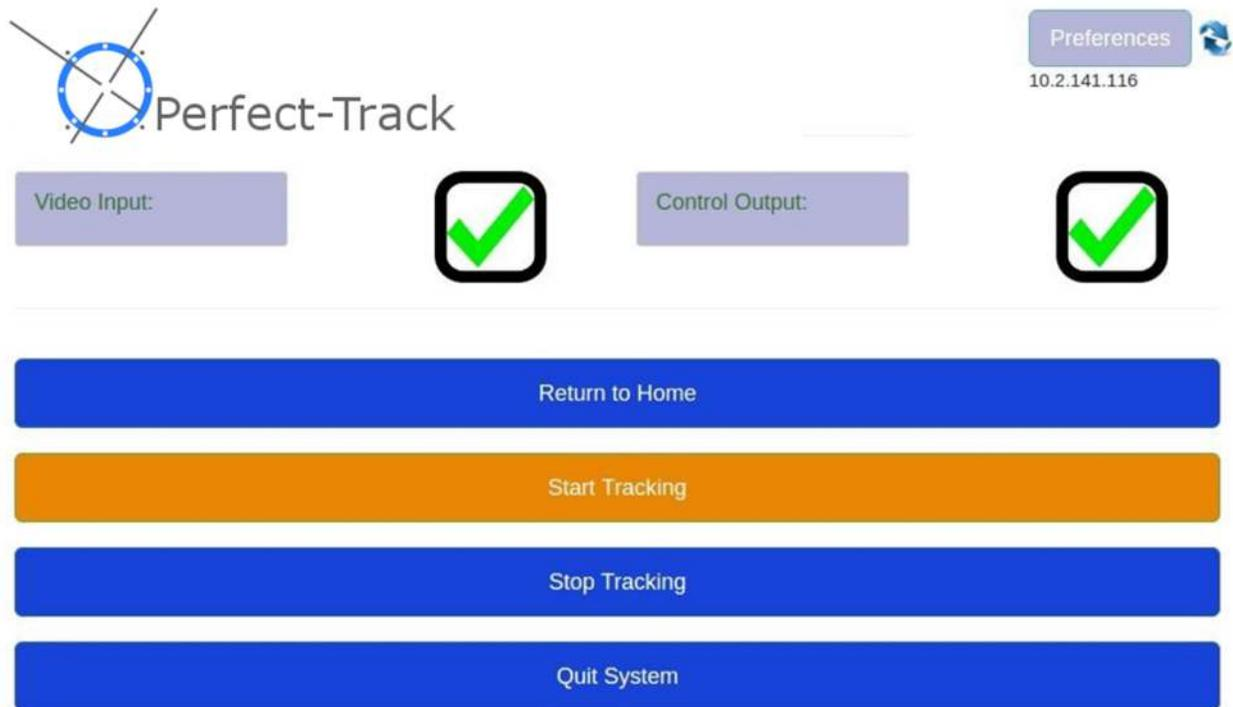 Preferences
10.2.141.116
Perfect-Track
Video Input:
Control Output:
Return to Home
Start Tracking
Stop Tracking
Quit System